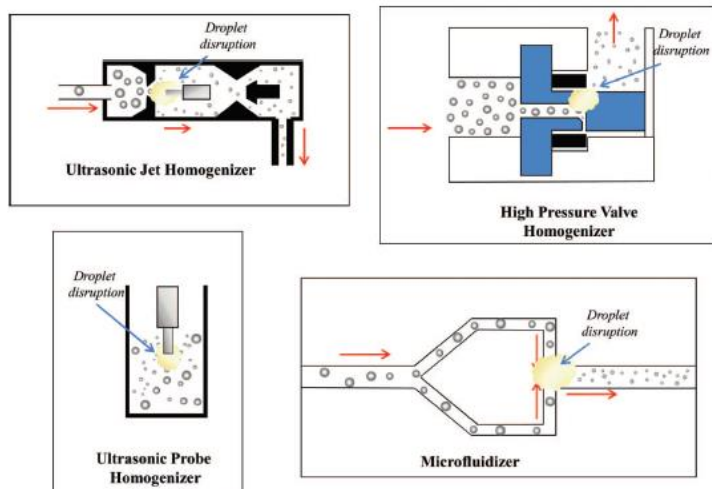 Droplet
disruption
Ultrasonic Jet Homogenizer
Droplet
disruption
High Pressure Valve
Homogenizer
Droplet
disruption
Ultrasonic Probe
Homogenizer
Droplet
disruption
Microfluidizer